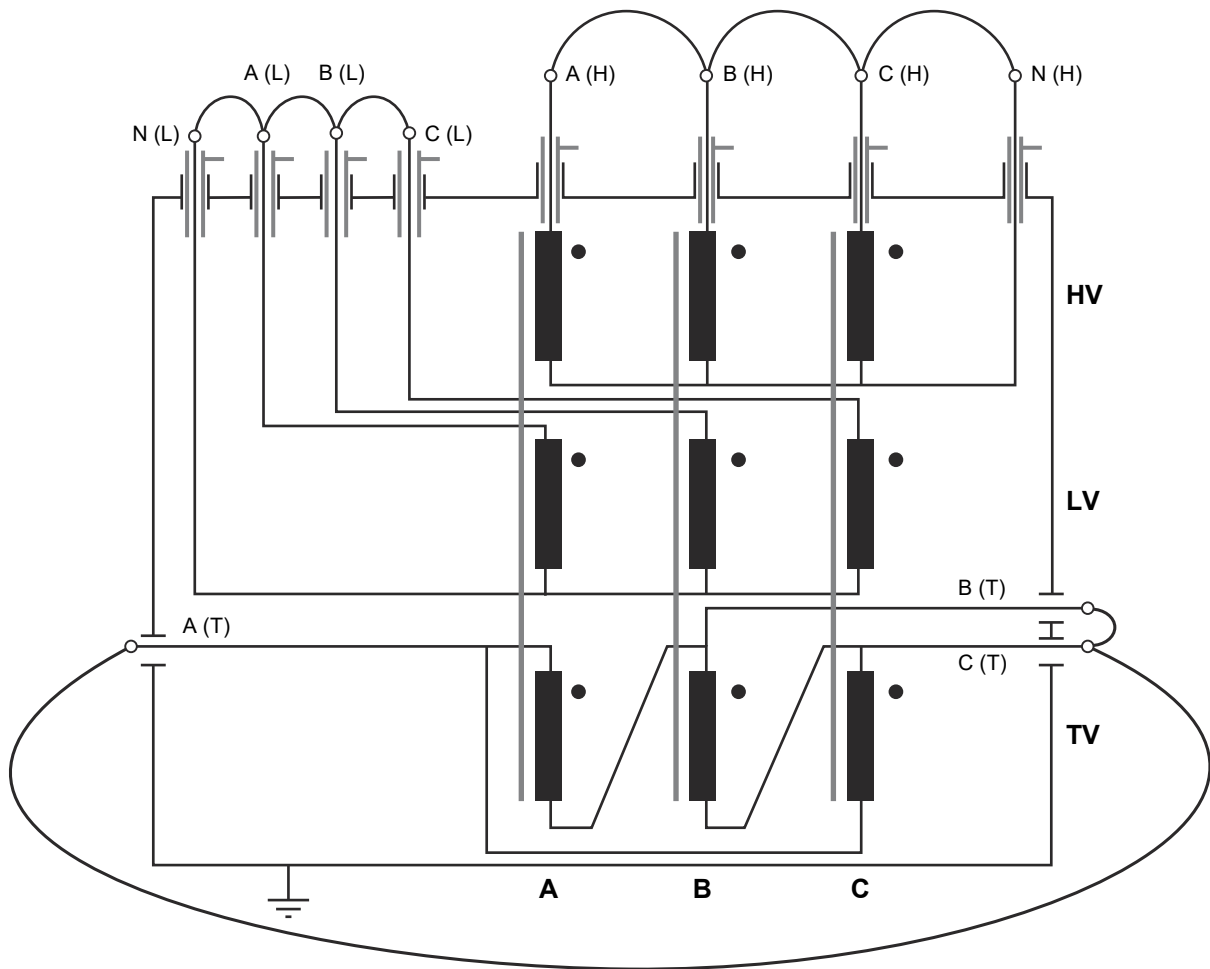 A (H)
B (H)
C (H)
N (H)
A (L)
B (L)
N (L)
C (L)
HV
LV
B (T)
A (T)
C (T)
TV
A
B
C